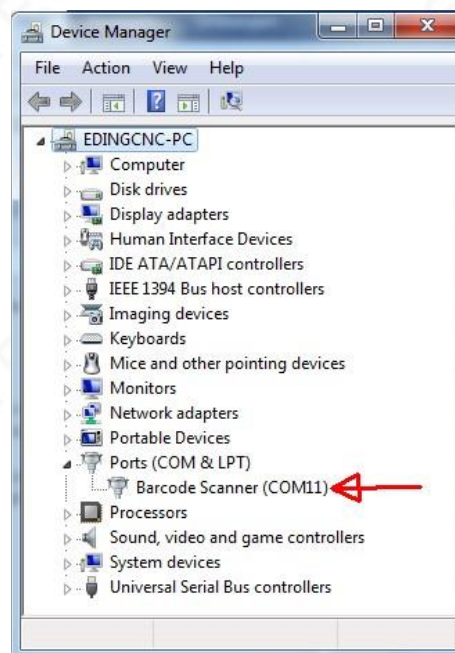 Device Manager
File Action View Help
EDINGCNC-PC
Computer
Disk drives
Display adapters
Human Interface Devices
IDE ATA/ATAPI controllers
IEEE 1394 Bus host controllers
Imaging devices
Keyboards
Mice and other pointing devices
Monitors
Network adapters
Portable Devices
Ports (COM & LPT)
Barcode Scanner (COM11)
Processors
Sound, video and game controllers
System devices
Universal Serial Bus controllers